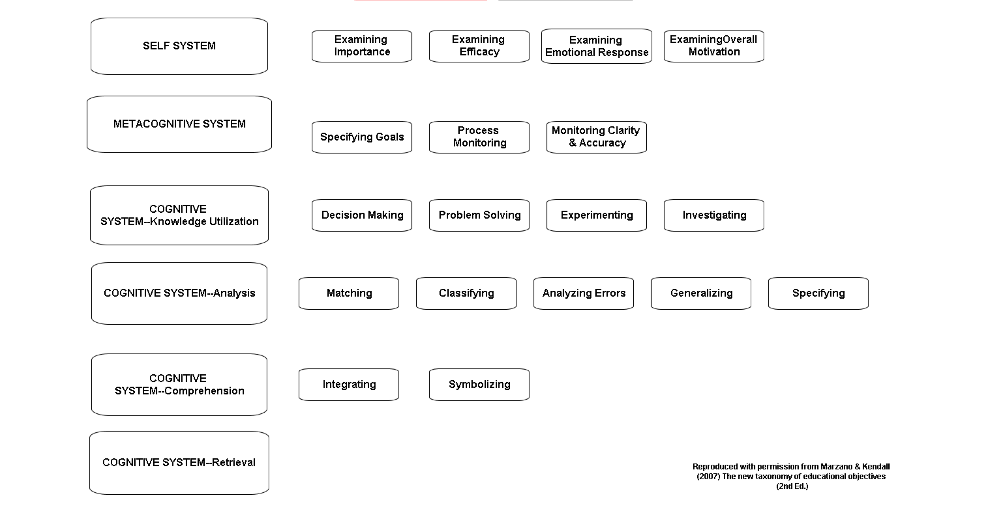 SELF SYSTEM
Examining
Importance
Examining
Efficacy
Examining
Emotional Response
ExaminingOverall
Motivation
METACOGNITIVE SYSTEM
Specifying Goals
Process
Monitoring
Monitoring Clarity
& Accuracy
COGNITIVE
SYSTEM--Knowledge Utilization
Decision Making
Problem Solving
Experimenting
Investigating
COGNITIVE SYSTEM--Analysis
Matching
Classifying
Analyzing Errors
Generalizing
Specifying
COGNITIVE
SYSTEM--Comprehension
Integrating
Symbolizing
COGNITIVE SYSTEM--Retrieval
Reproduced with permission from Marzano & Kendall
(2007) The new taxonomy of educational objectives
(2nd Ed.)